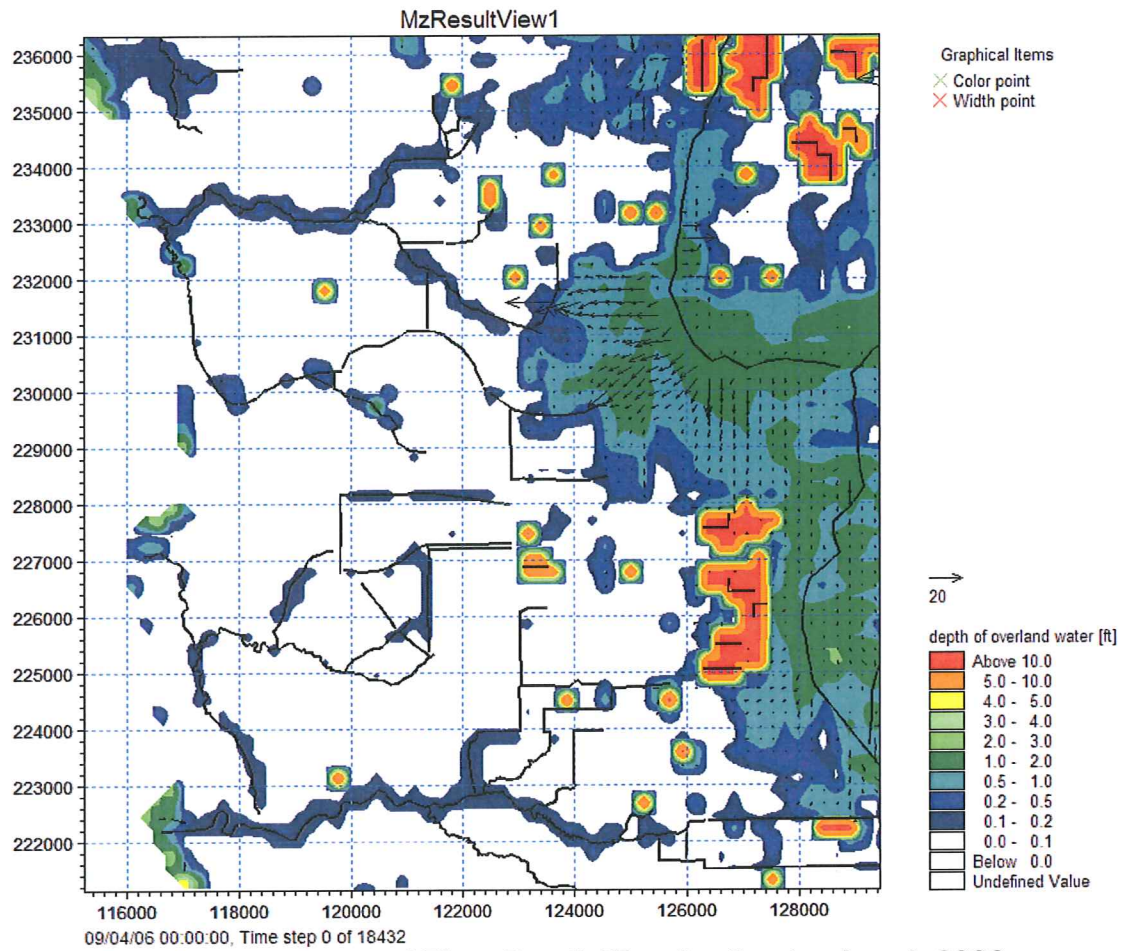 MzResultView1
236000
235000
234000
233000
232000
231000
230000
229000
228000
227000
226000
225000
224000
223000
222000
116000 118000 120000 122000 124000 126000 128000
09/04/06 00:00:00, Time step 0 of 18432
Graphical Items
Color point
Width point
20
depth of overland water [ft]
Above 10.0
5.0 - 10.0
4.0 - 5.0
3.0 - 4.0
2.0 - 3.0
1.0 - 2.0
0.5 - 1.0
0.2 - 0.5
0.1 - 0.2
0.0 - 0.1
Below 0.0
Undefined Value